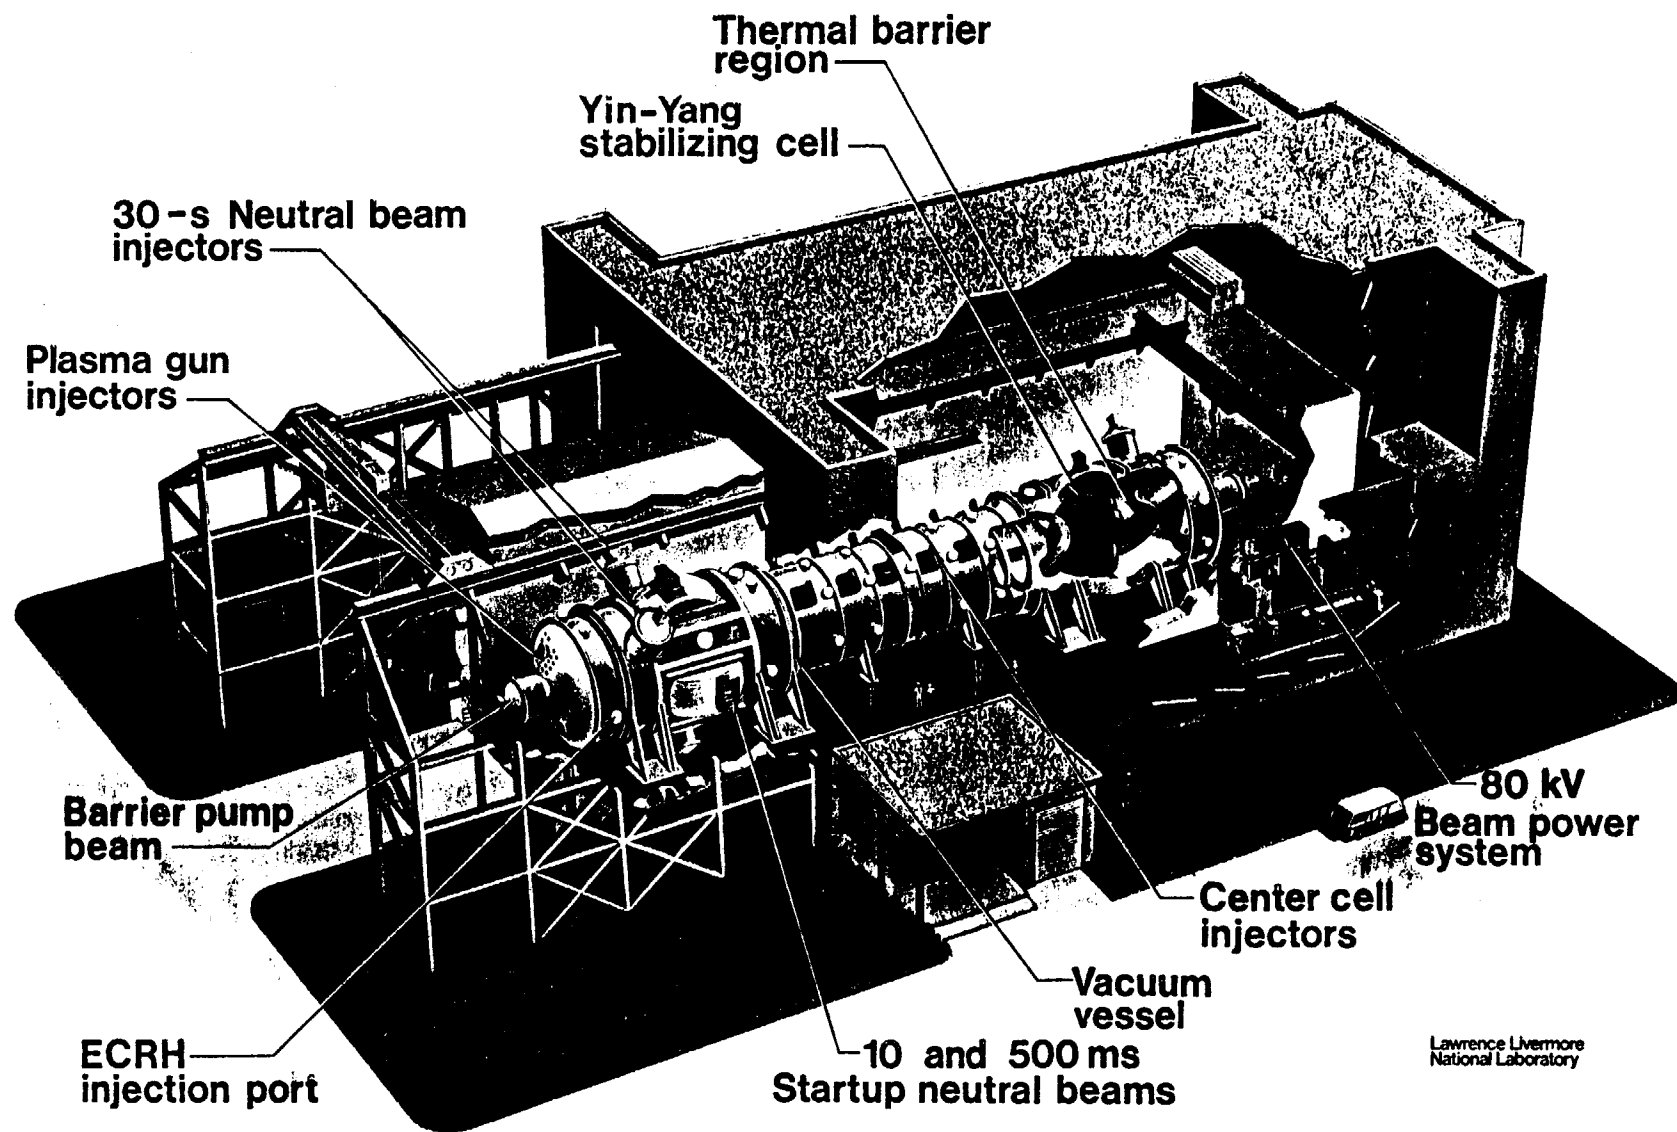 Thermal barrier
region
Yin-Yang
stabilizing cell
30-s Neutral beam
injectors
Plasma gun
injectors
Barrier pump
beam
80 kV
Beam power
system
Center cell
injectors
Vacuum
vessel
10 and 500 ms
Startup neutral beams
ECRH
injection port
Lawrence Livermore
National Laboratory